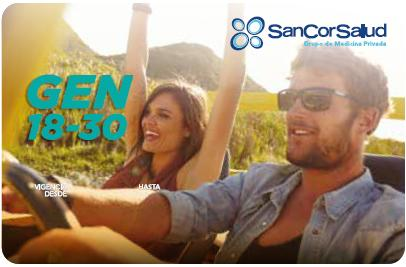 SanCorSalud
Grupo de Medicina Privada
GEN
18-30
VIGENCIA HASTA
DESDE